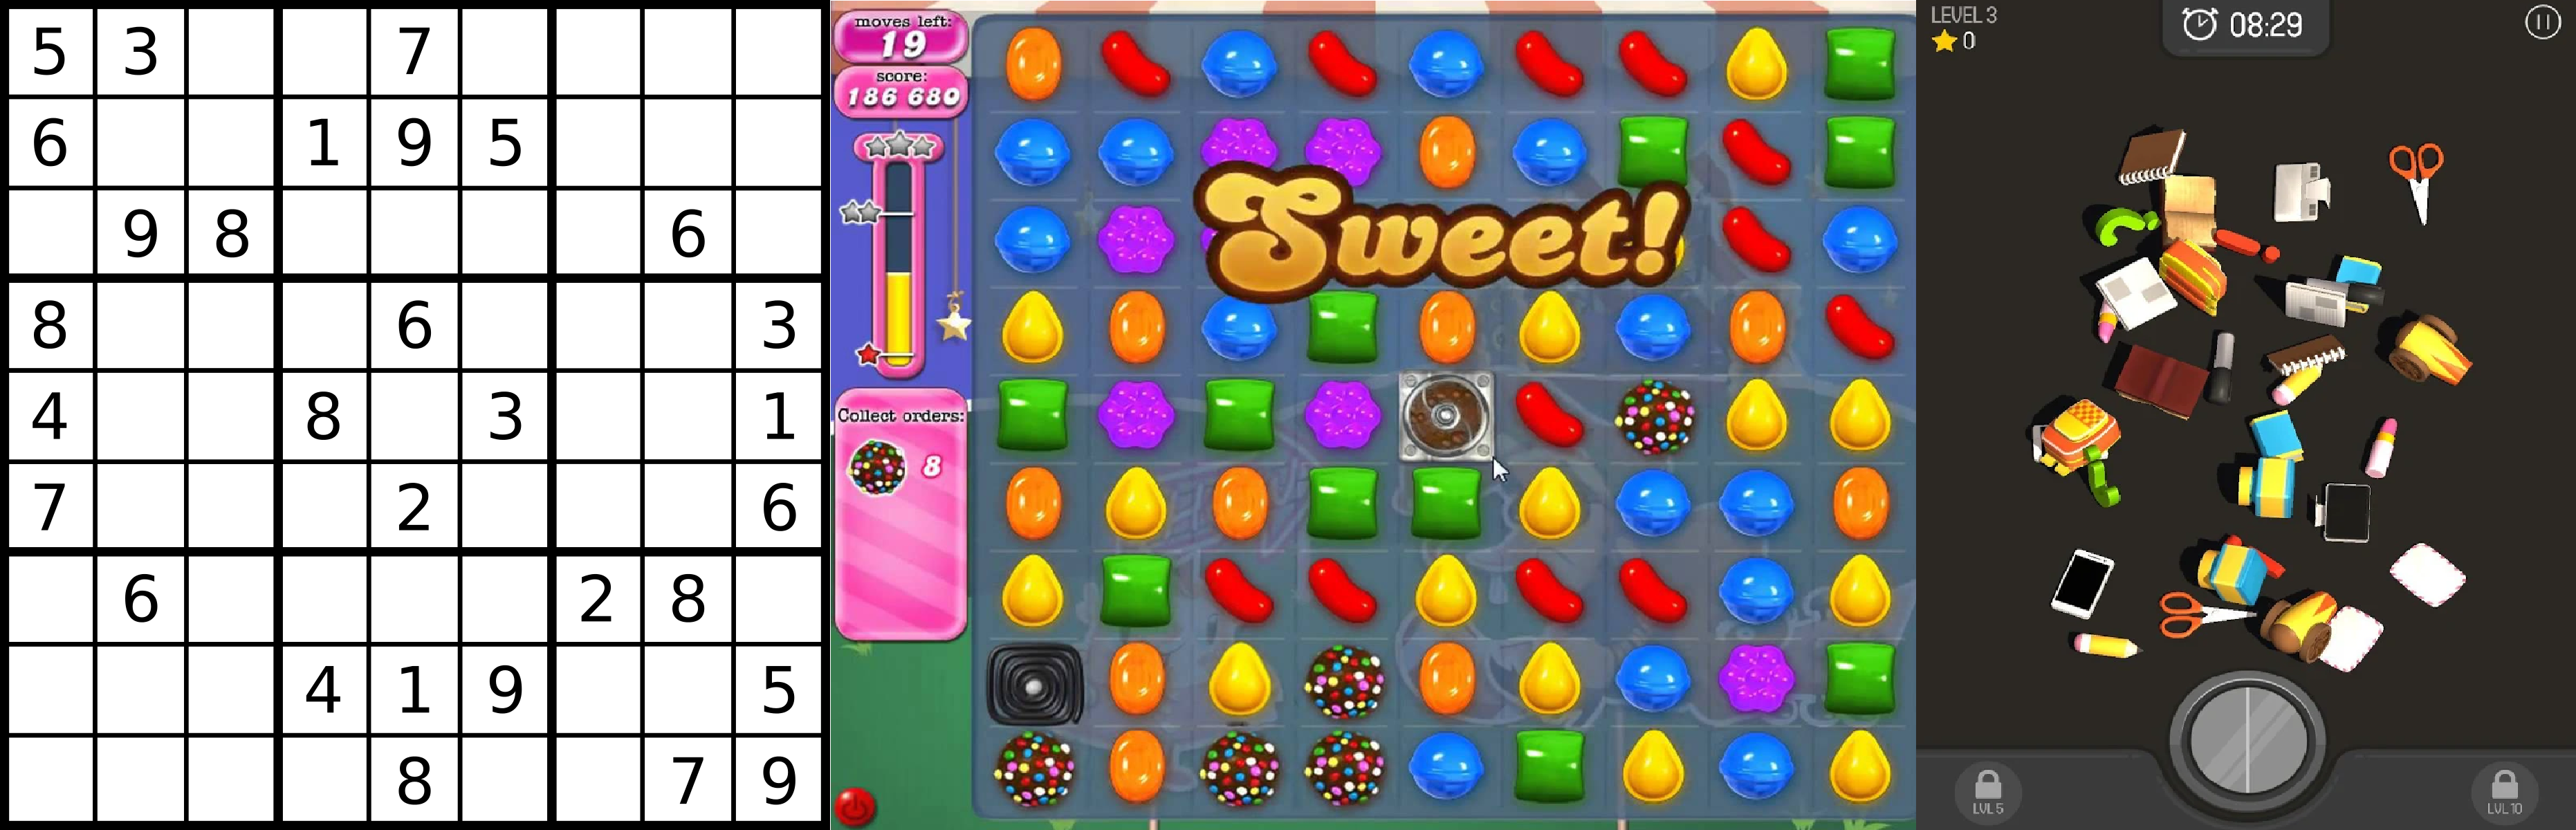 5 3 7
6 1 9 5
9 8 6
8 6 3
4 8 3 1
7 2 6
6 2 8
4 1 9 5
8 7 9
moves left:
19
score:
186 680
Collect orders:
8
Sweet!
LEVEL 3
0
08:29
LVL 5
LVL 10